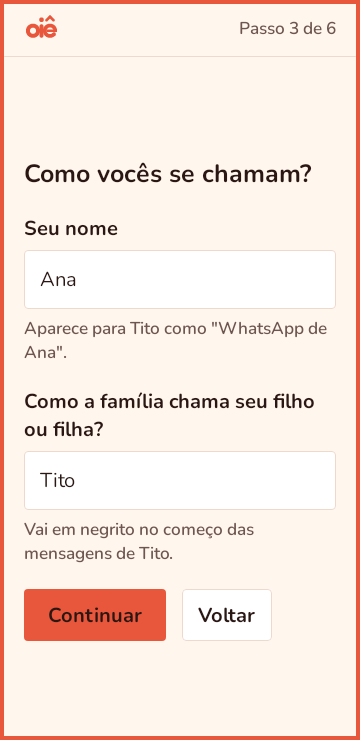 oiê
Passo 3 de 6
Como vocês se chamam?
Seu nome
Ana
Aparece para Tito como "WhatsApp de
Ana".
Como a família chama seu filho
ou filha?
Tito
Vai em negrito no começo das
mensagens de Tito.
Continuar
Voltar